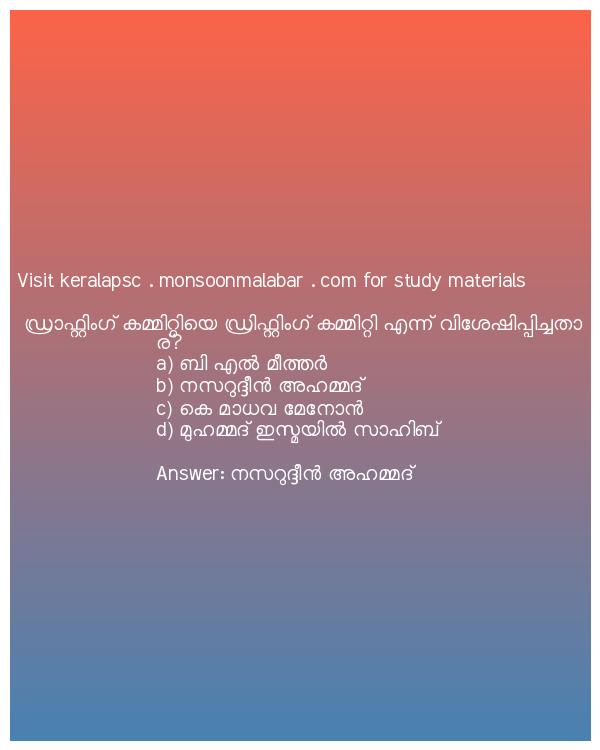 Visit keralapsc . monsoonmalabar . com for study materials
ഡ്രാഫ്റ്റിംഗ് കമ്മിറ്റിയെ ഡ്രിഫ്റ്റിംഗ് കമ്മിറ്റി എന്ന് വിശേഷിപ്പിച്ചതാ
ര്?
a) ബി എൽ മീത്തർ
b) നസറുദ്ദീൻ അഹമ്മദ്
c) കെ മാധവ മേനോൻ
d) മുഹമ്മദ് ഇസ്മയിൽ സാഹിബ്
Answer: നസറുദ്ദീൻ അഹമ്മദ്